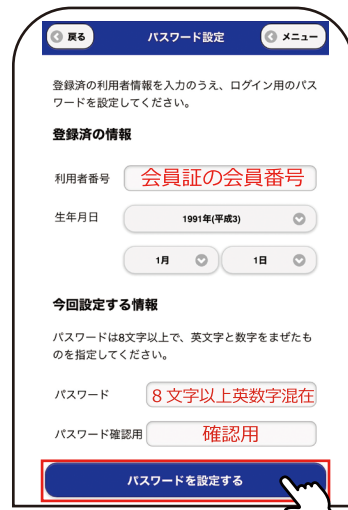 戻る パスワード設定 メニュー
登録済の利用者情報を入力のうえ、ログイン用のパス
ワードを設定してください。
登録済の情報
利用者番号 会員証の会員番号
生年月日 1991年(平成3)
1月 1日
今回設定する情報
パスワードは8文字以上で、英文字と数字をまぜたも
のを指定してください。
パスワード 8文字以上英数字混在
パスワード確認用 確認用
パスワードを設定する